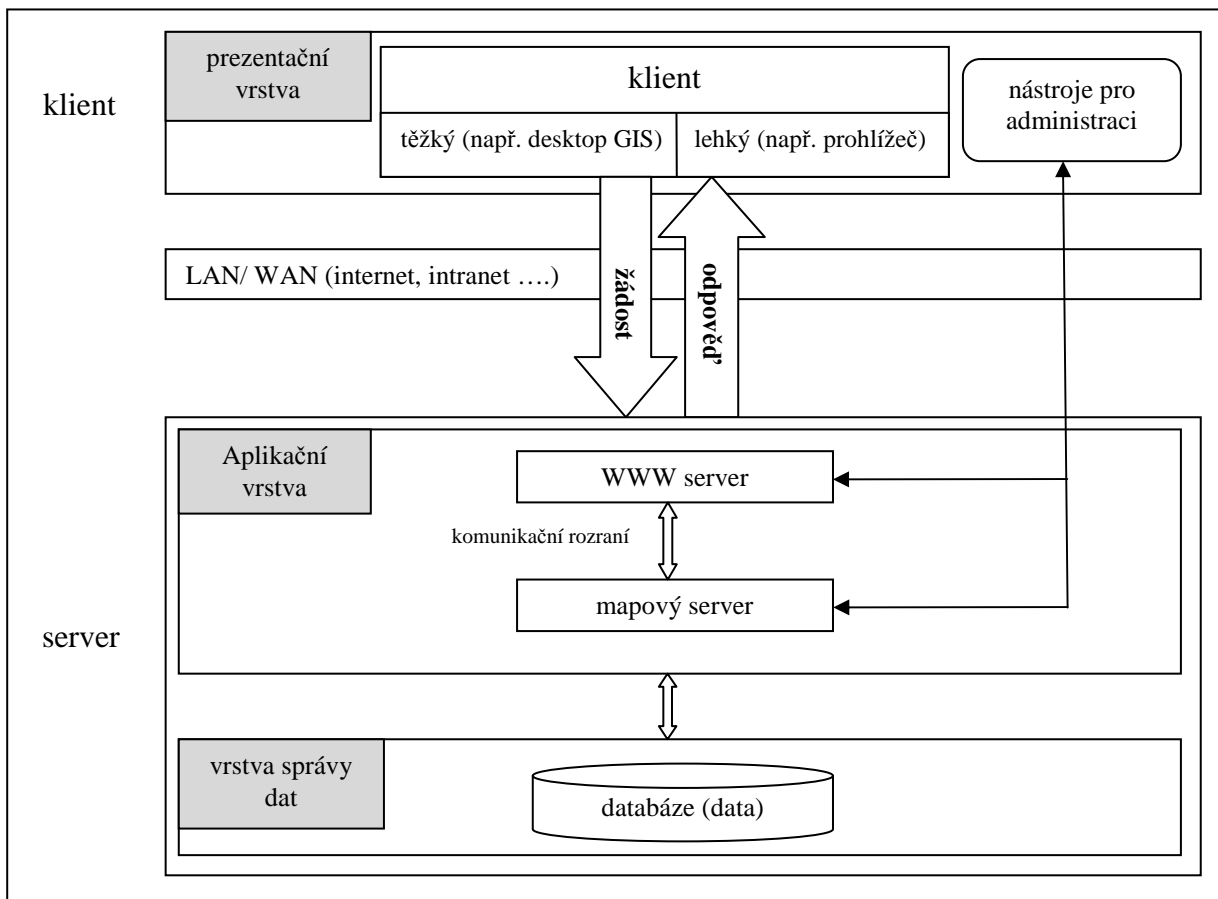 prezentační
vrstva
klient
klient
těžký (např. desktop GIS)
lehký (např. prohlížeč)
nástroje pro
administraci
LAN/ WAN (internet, intranet ….)
žádost
odpověď
Aplikační
vrstva
WWW server
komunikační rozraní
mapový server
server
vrstva správy
dat
databáze (data)